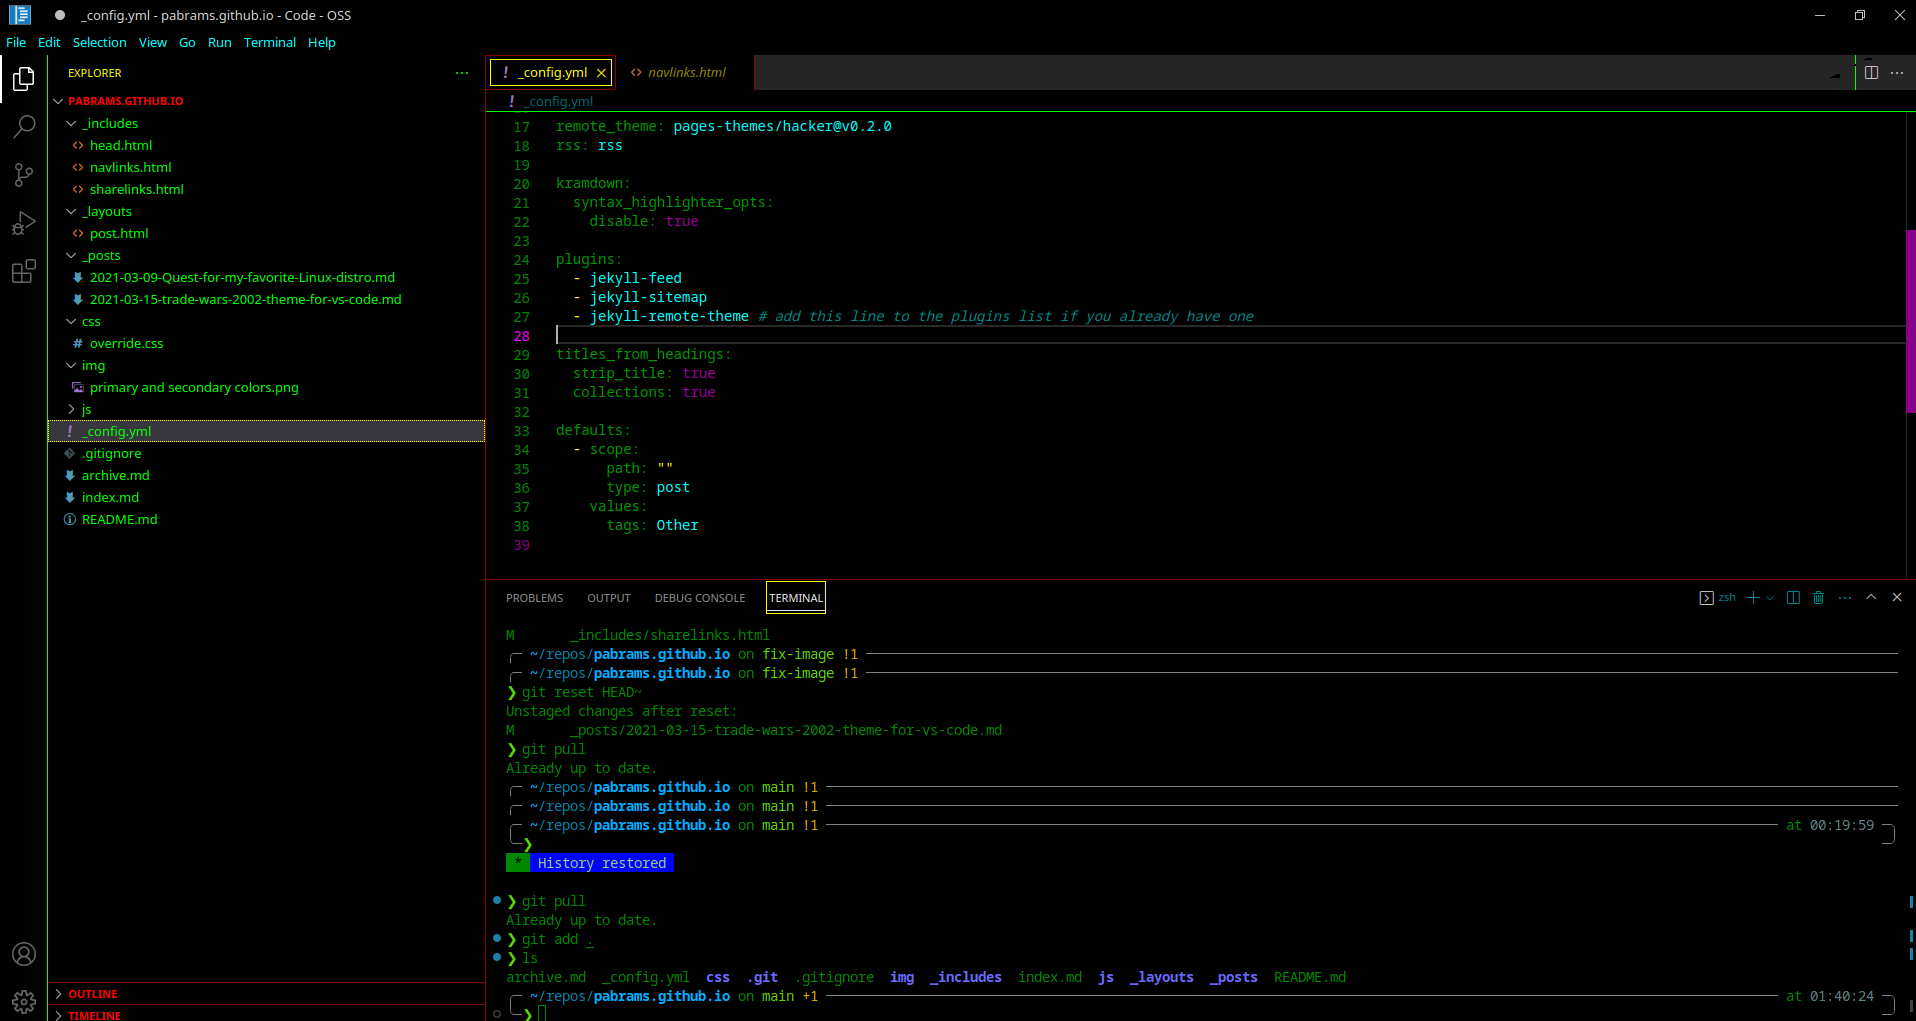 _config.yml - pabrams.github.io - Code - OSS
File Edit Selection View Go Run Terminal Help
EXPLORER
PABRAMS.GITHUB.IO
_includes
head.html
navlinks.html
sharelinks.html
_layouts
post.html
_posts
2021-03-09-Quest-for-my-favorite-Linux-distro.md
2021-03-15-trade-wars-2002-theme-for-vs-code.md
css
# override.css
img
primary and secondary colors.png
js
! _config.yml
.gitignore
archive.md
index.md
README.md
OUTLINE
TIMELINE
! _config.yml navlinks.html
! _config.yml
17 remote_theme: pages-themes/hacker@v0.2.0
18 rss: rss
19
20 kramdown:
21 syntax_highlighter_opts:
22 disable: true
23
24 plugins:
25 - jekyll-feed
26 - jekyll-sitemap
27 - jekyll-remote-theme # add this line to the plugins list if you already have one
28
29 titles_from_headings:
30 strip_title: true
31 collections: true
32
33 defaults:
34 - scope:
35 path: ""
36 type: post
37 values:
38 tags: Other
39
PROBLEMS OUTPUT DEBUG CONSOLE TERMINAL zsh
M _includes/sharelinks.html
~/repos/pabrams.github.io on fix-image !1
~/repos/pabrams.github.io on fix-image !1
❯ git reset HEAD~
Unstaged changes after reset:
M _posts/2021-03-15-trade-wars-2002-theme-for-vs-code.md
❯ git pull
Already up to date.
~/repos/pabrams.github.io on main !1
~/repos/pabrams.github.io on main !1
~/repos/pabrams.github.io on main !1 at 00:19:59
❯
* History restored
❯ git pull
Already up to date.
❯ git add .
❯ ls
archive.md _config.yml css .git .gitignore img _includes index.md js _layouts _posts README.md
~/repos/pabrams.github.io on main +1 at 01:40:24
❯